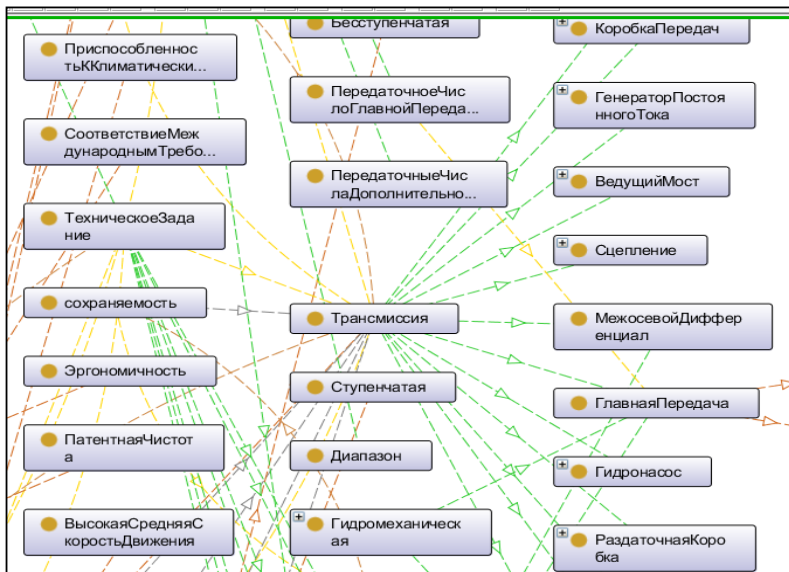 Бесступенчатая
КоробкаПередач
Приспособленнос
тьККлиматически...
ПередаточноеЧис
лоГлавнойПереда...
ГенераторПостоя
нногоТока
СоответствиеМеж
дународнымТребо...
ПередаточныеЧис
лаДополнительно...
ВедущийМост
ТехническоеЗада
ние
Сцепление
сохраняемость
Трансмиссия
МежосевойДиффер
енциал
Эргономичность
Ступенчатая
ГлавнаяПередача
ПатентнаяЧистот
а
Диапазон
Гидронасос
ВысокаяСредняяС
коростьДвижения
Гидромеханическ
ая
РаздаточнаяКоро
бка